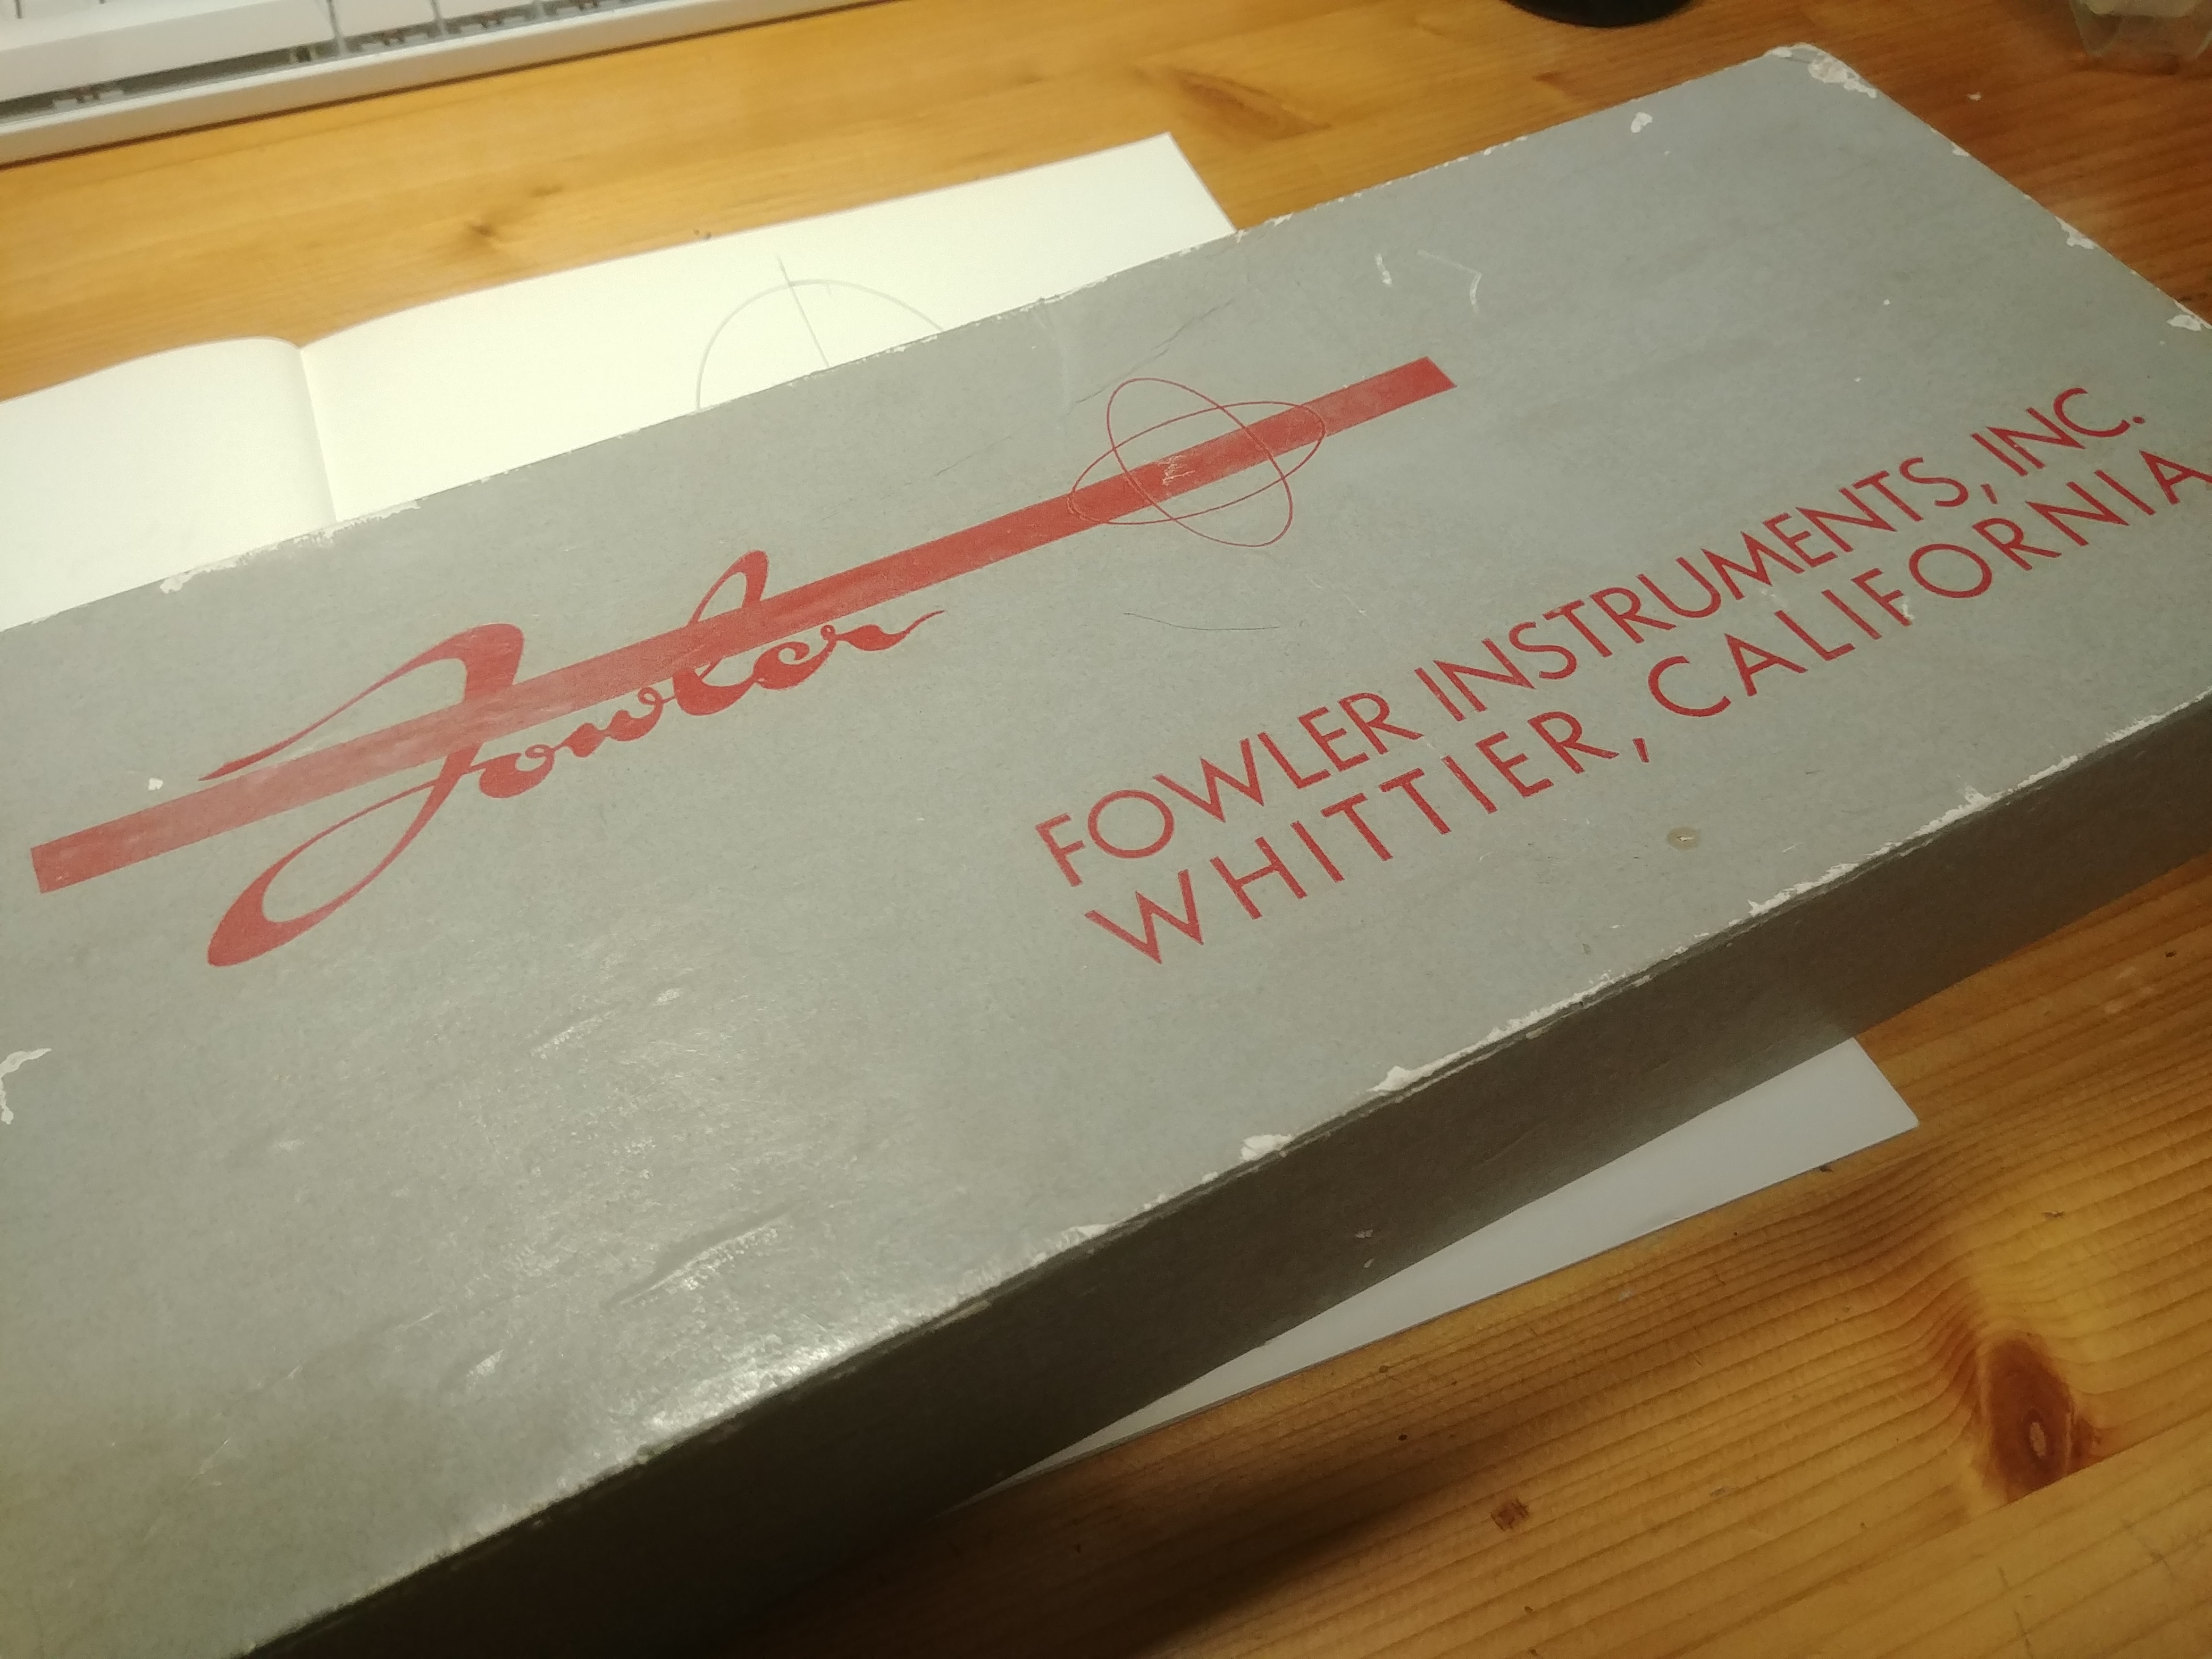 Fowler
FOWLER INSTRUMENTS, INC.
WHITTIER, CALIFORNIA